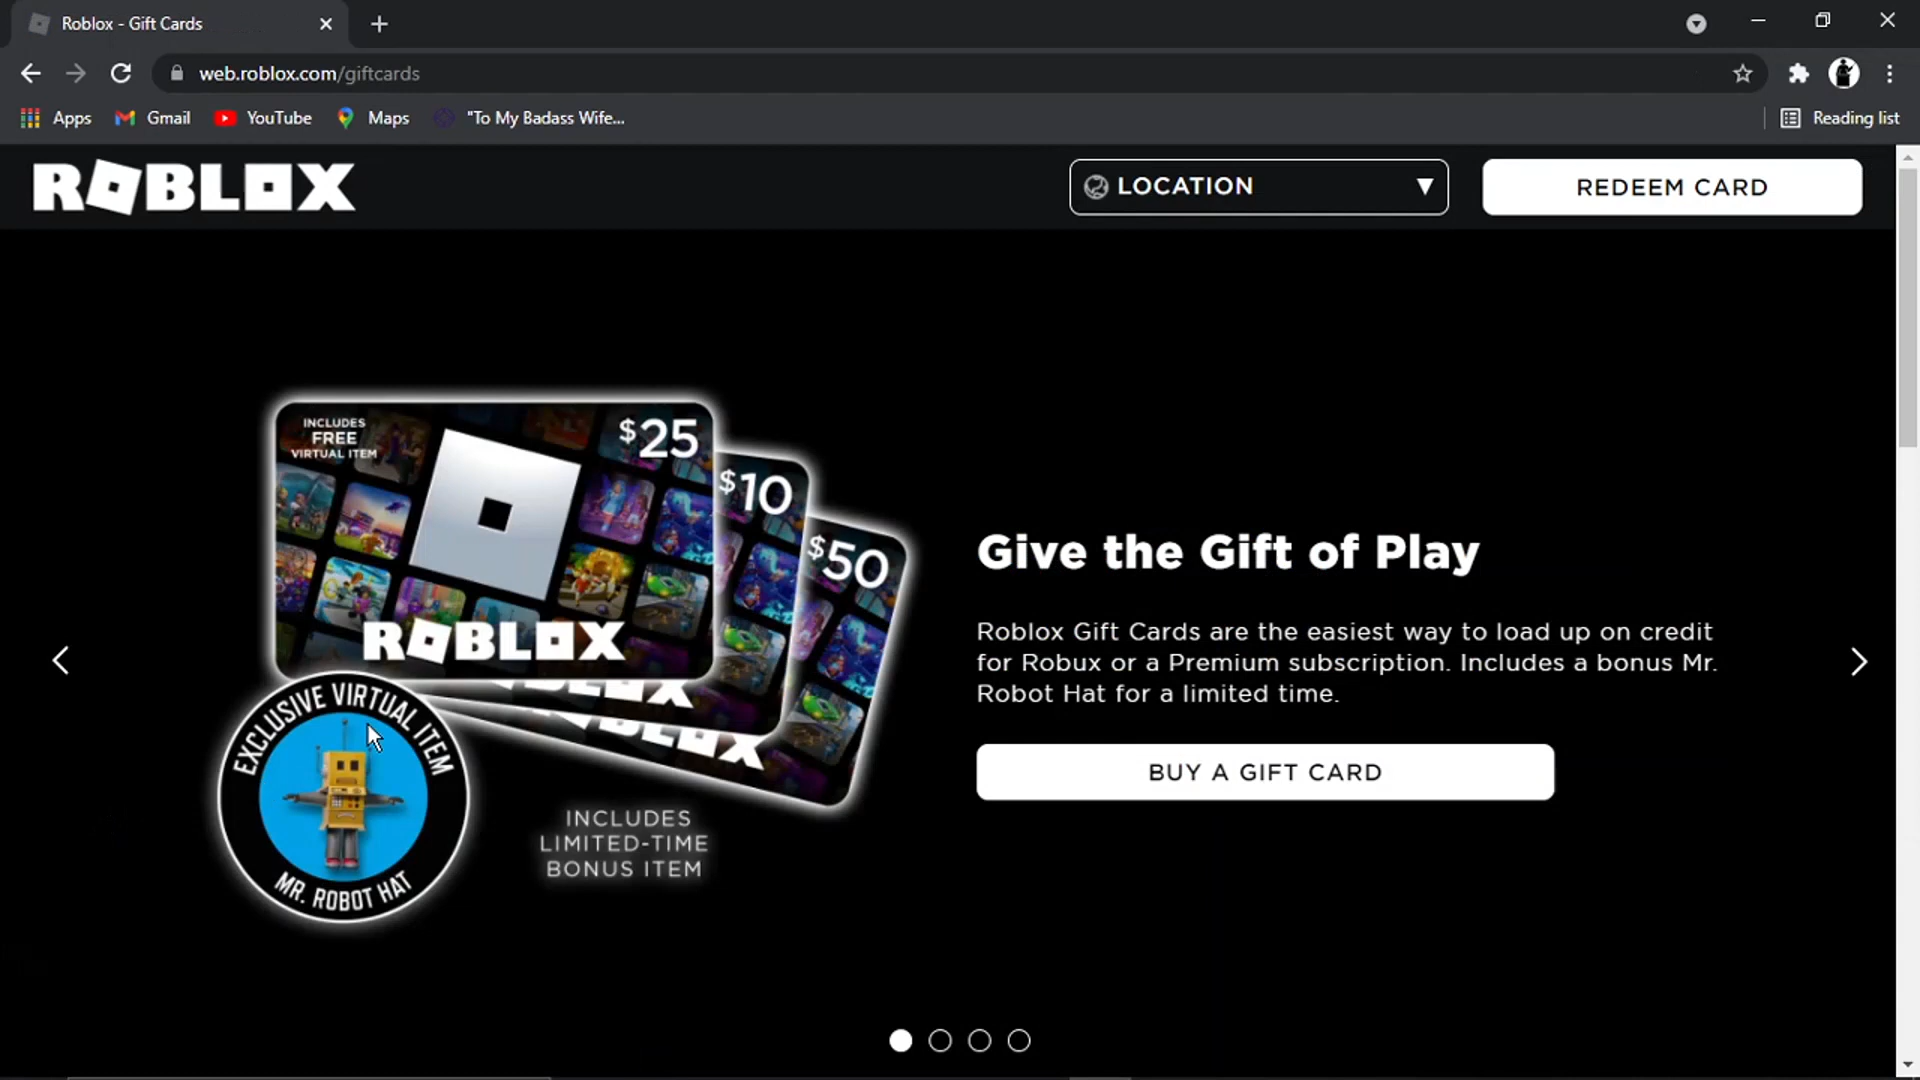 Roblox - Gift Cards
web.roblox.com/giftcards
Apps Gmail YouTube Maps "To My Badass Wife... Reading list
ROBLOX LOCATION REDEEM CARD
INCLUDES
FREE
VIRTUAL ITEM
$25
$10
$50
ROBLOX
EXCLUSIVE VIRTUAL ITEM
MR. ROBOT HAT
INCLUDES
LIMITED-TIME
BONUS ITEM
Give the Gift of Play
Roblox Gift Cards are the easiest way to load up on credit
for Robux or a Premium subscription. Includes a bonus Mr.
Robot Hat for a limited time.
BUY A GIFT CARD